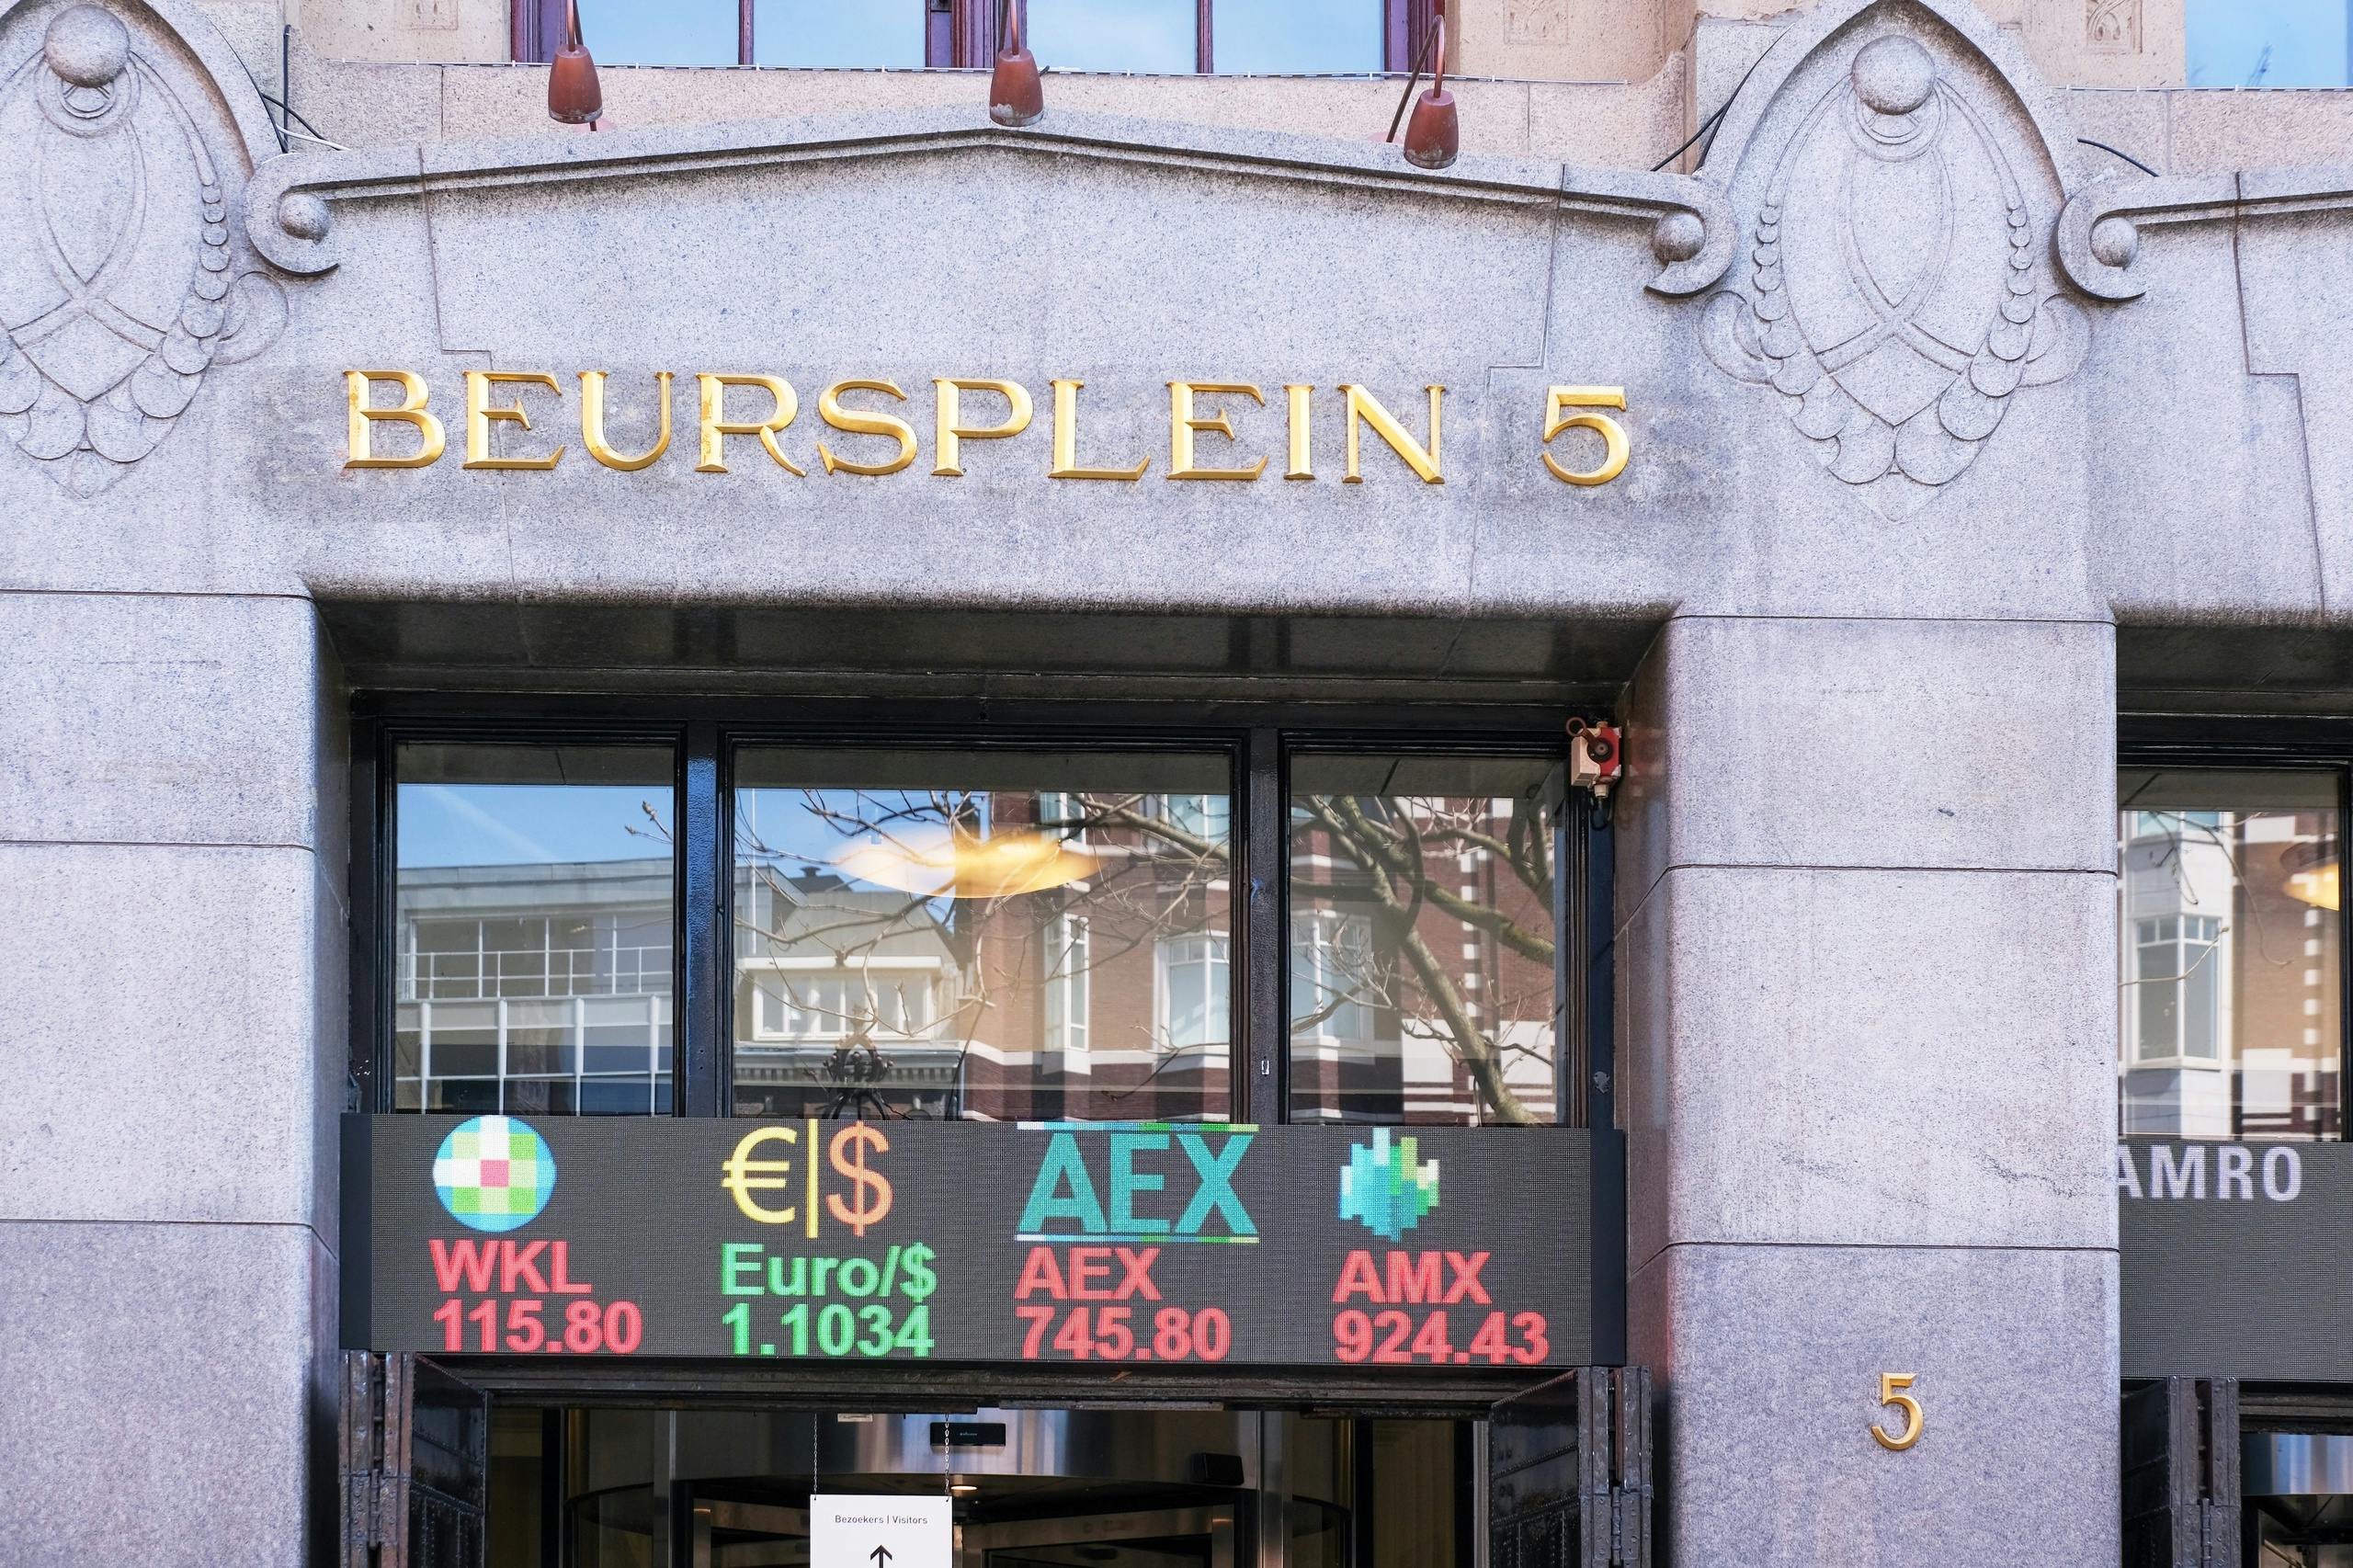 BEURSPLEIN 5
€|$ AEX
WKL Euro/$ AEX AMX
115.80 1.1034 745.80 924.43
AMRO
5
Bezoekers | Visitors